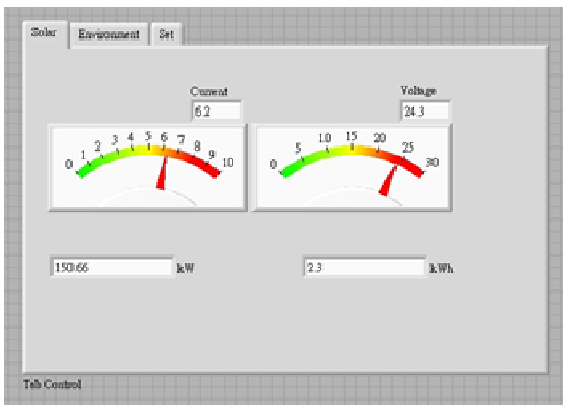 Solar Environment Set
Current Voltage
6.2 24.3
0 1 2 3 4 5 6 7 8 9 10
0 5 10 15 20 25 30
150.66 kW 2.3 kWh
Tab Control